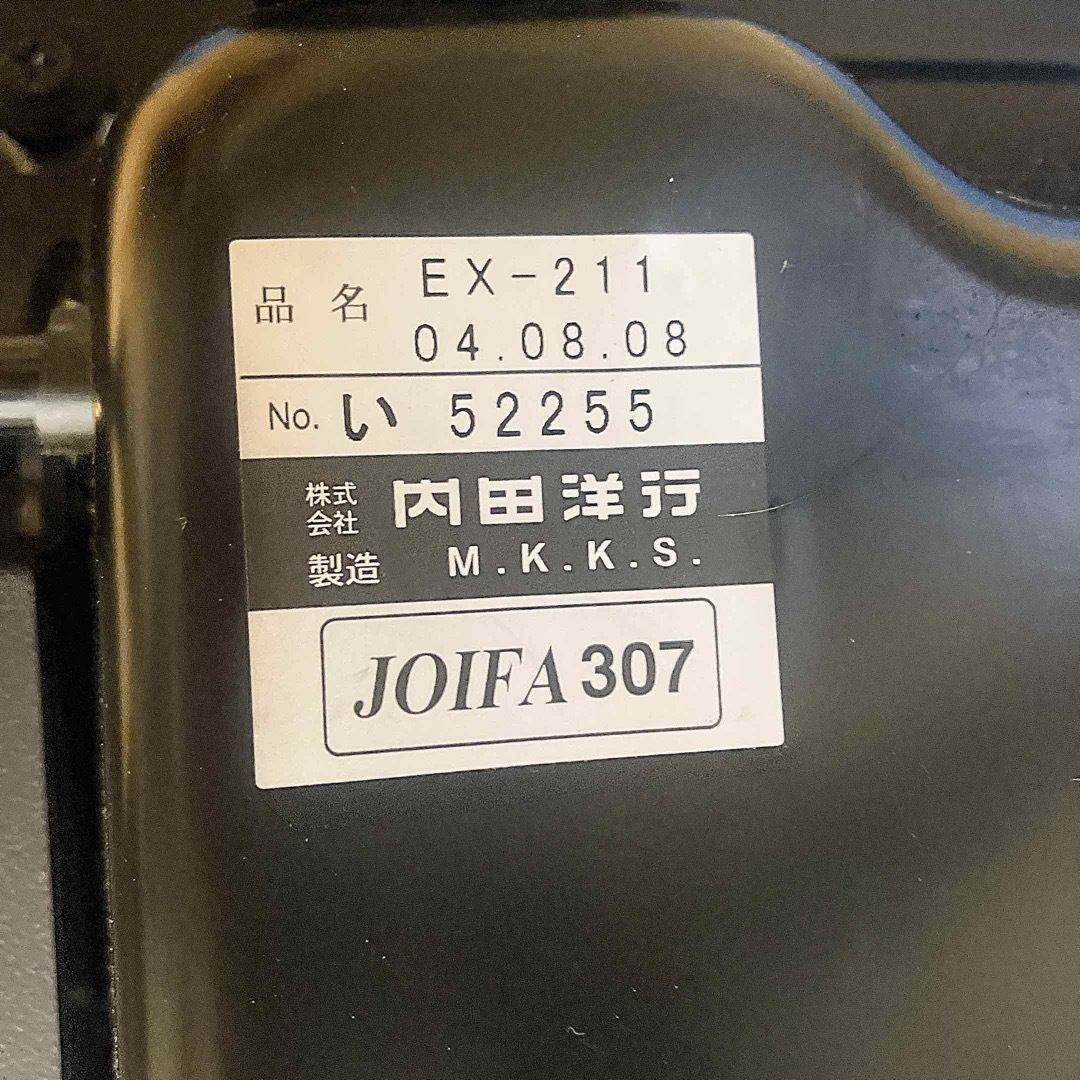 品名 EX-211
04.08.08
No. い 52255
株式会社 内田洋行
製造 M.K.K.S.
JOIFA 307